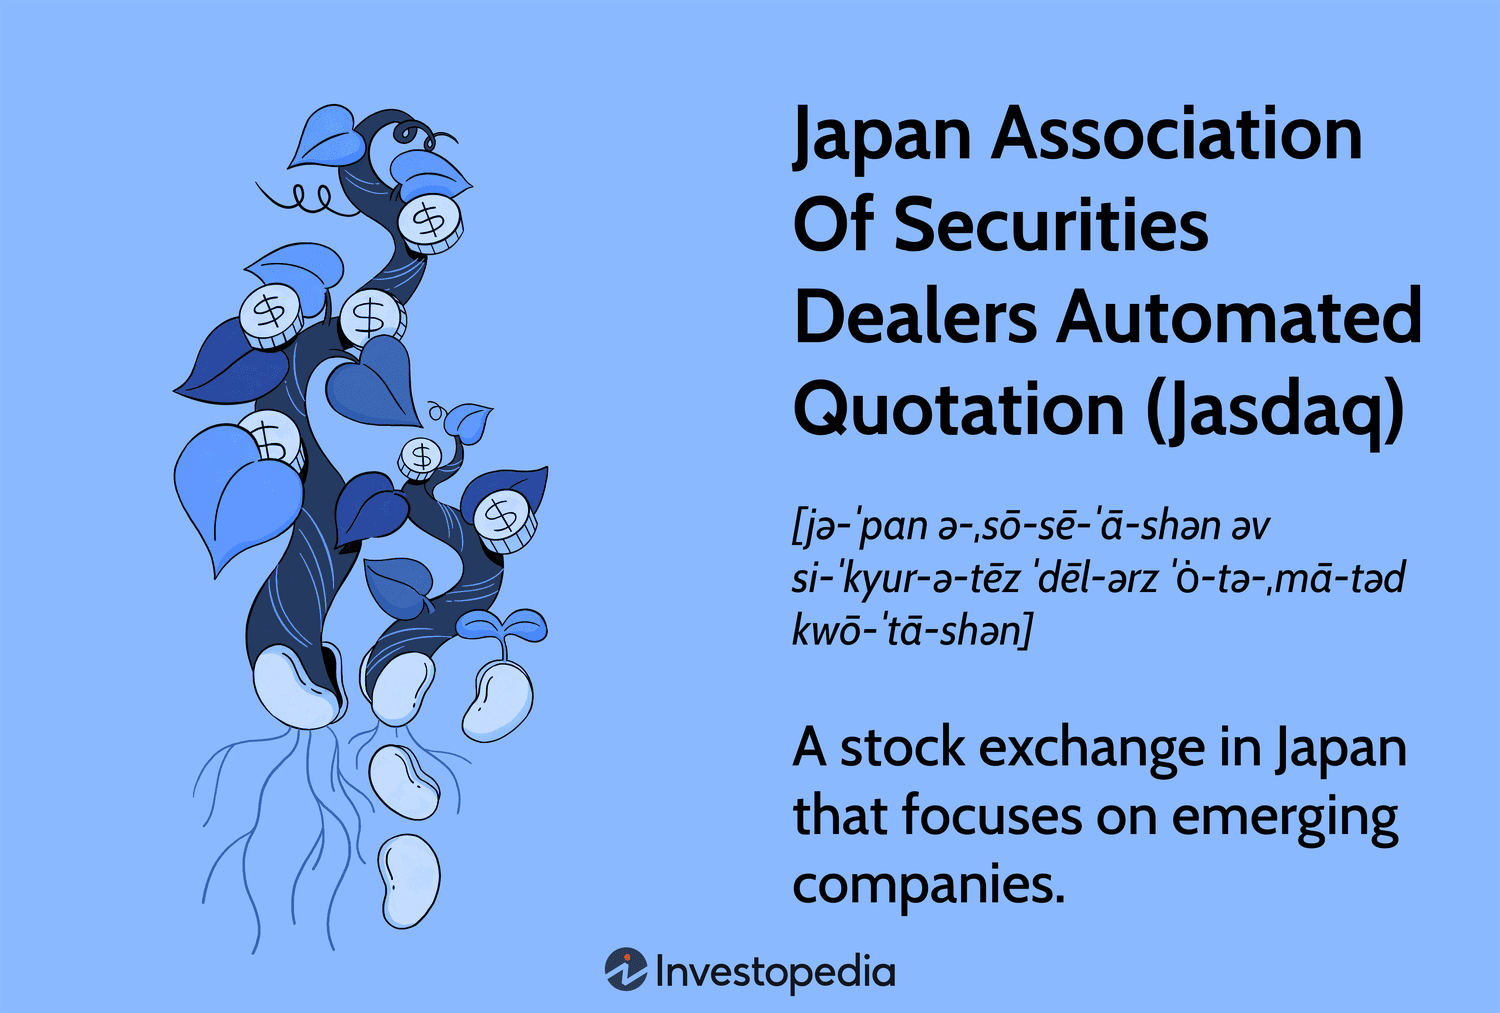 Japan Association
Of Securities
Dealers Automated
Quotation (Jasdaq)
[jə-ˈpan ə-ˌsō-sē-ˈā-shən əv
si-ˈkyur-ə-tēz ˈdēl-ərz ˈȯ-tə-ˌmā-təd
kwō-ˈtā-shən]
A stock exchange in Japan
that focuses on emerging
companies.
Investopedia
$
$
$
$
$
$